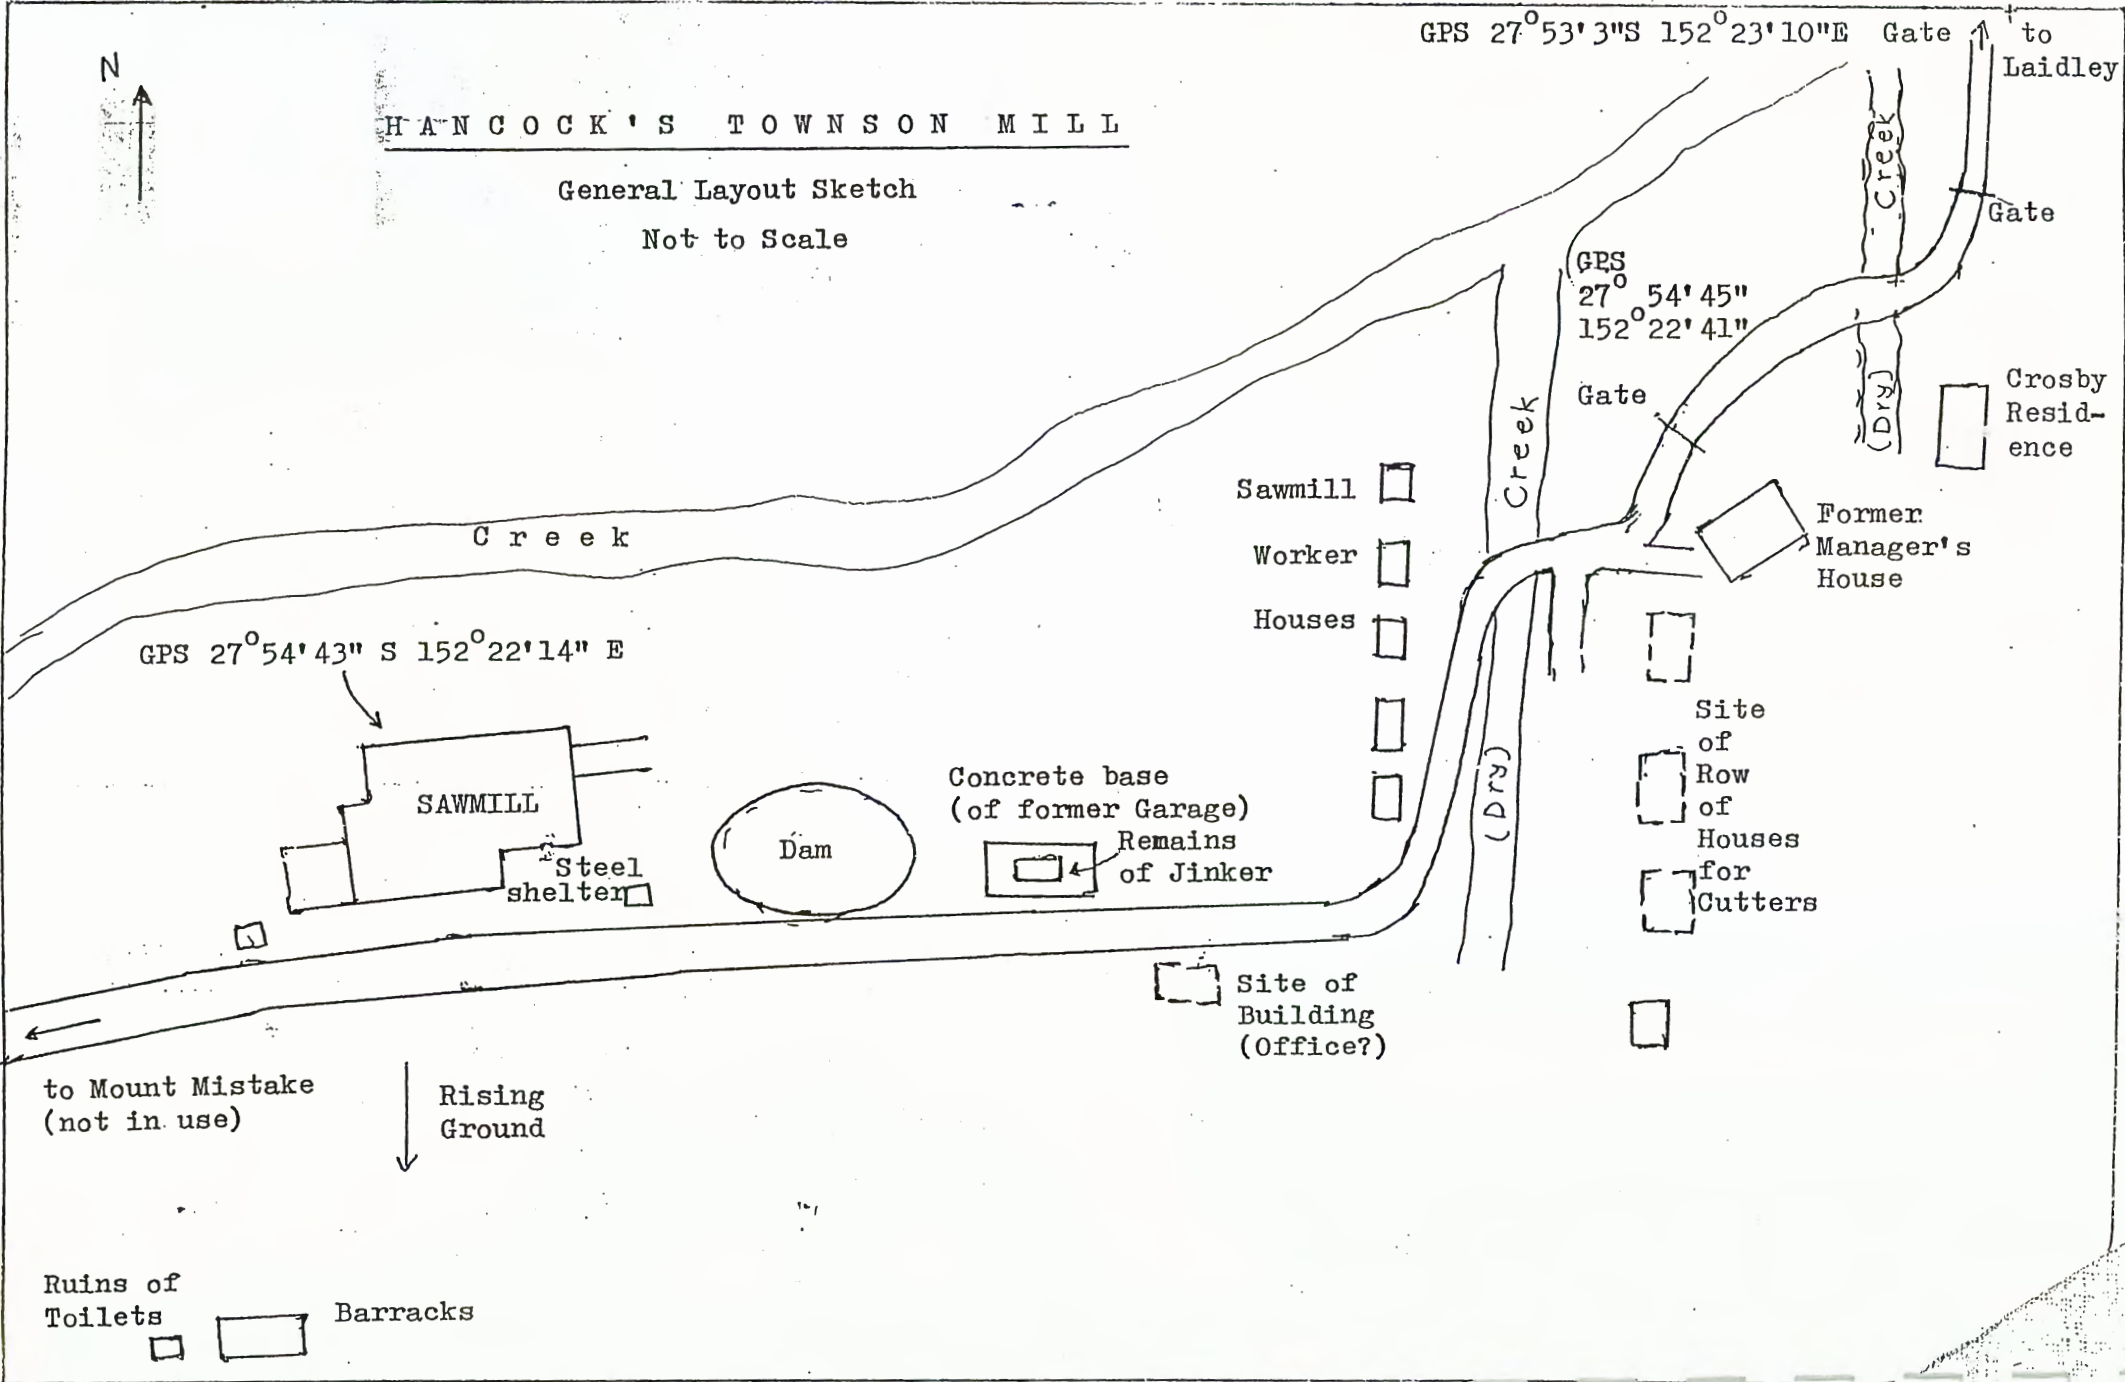 GPS 27°53'3"S 152°23'10"E Gate to
Laidley
N
HANCOCK'S TOWNSON MILL
General Layout Sketch
Not to Scale
Creek
Gate
GPS
27° 54'45"
152°22'41"
Gate
Crosby
Resid-
ence
(Dry)
Creek
Sawmill
Worker
Houses
Former
Manager's
House
Creek
GPS 27°54'43" S 152°22'14" E
SAWMILL
Steel
shelter
Dam
Concrete base
(of former Garage)
Remains
of Jinker
(Dry)
Site
of
Row
of
Houses
for
Cutters
Site of
Building
(Office?)
to Mount Mistake
(not in use)
Rising
Ground
Ruins of
Toilets
Barracks